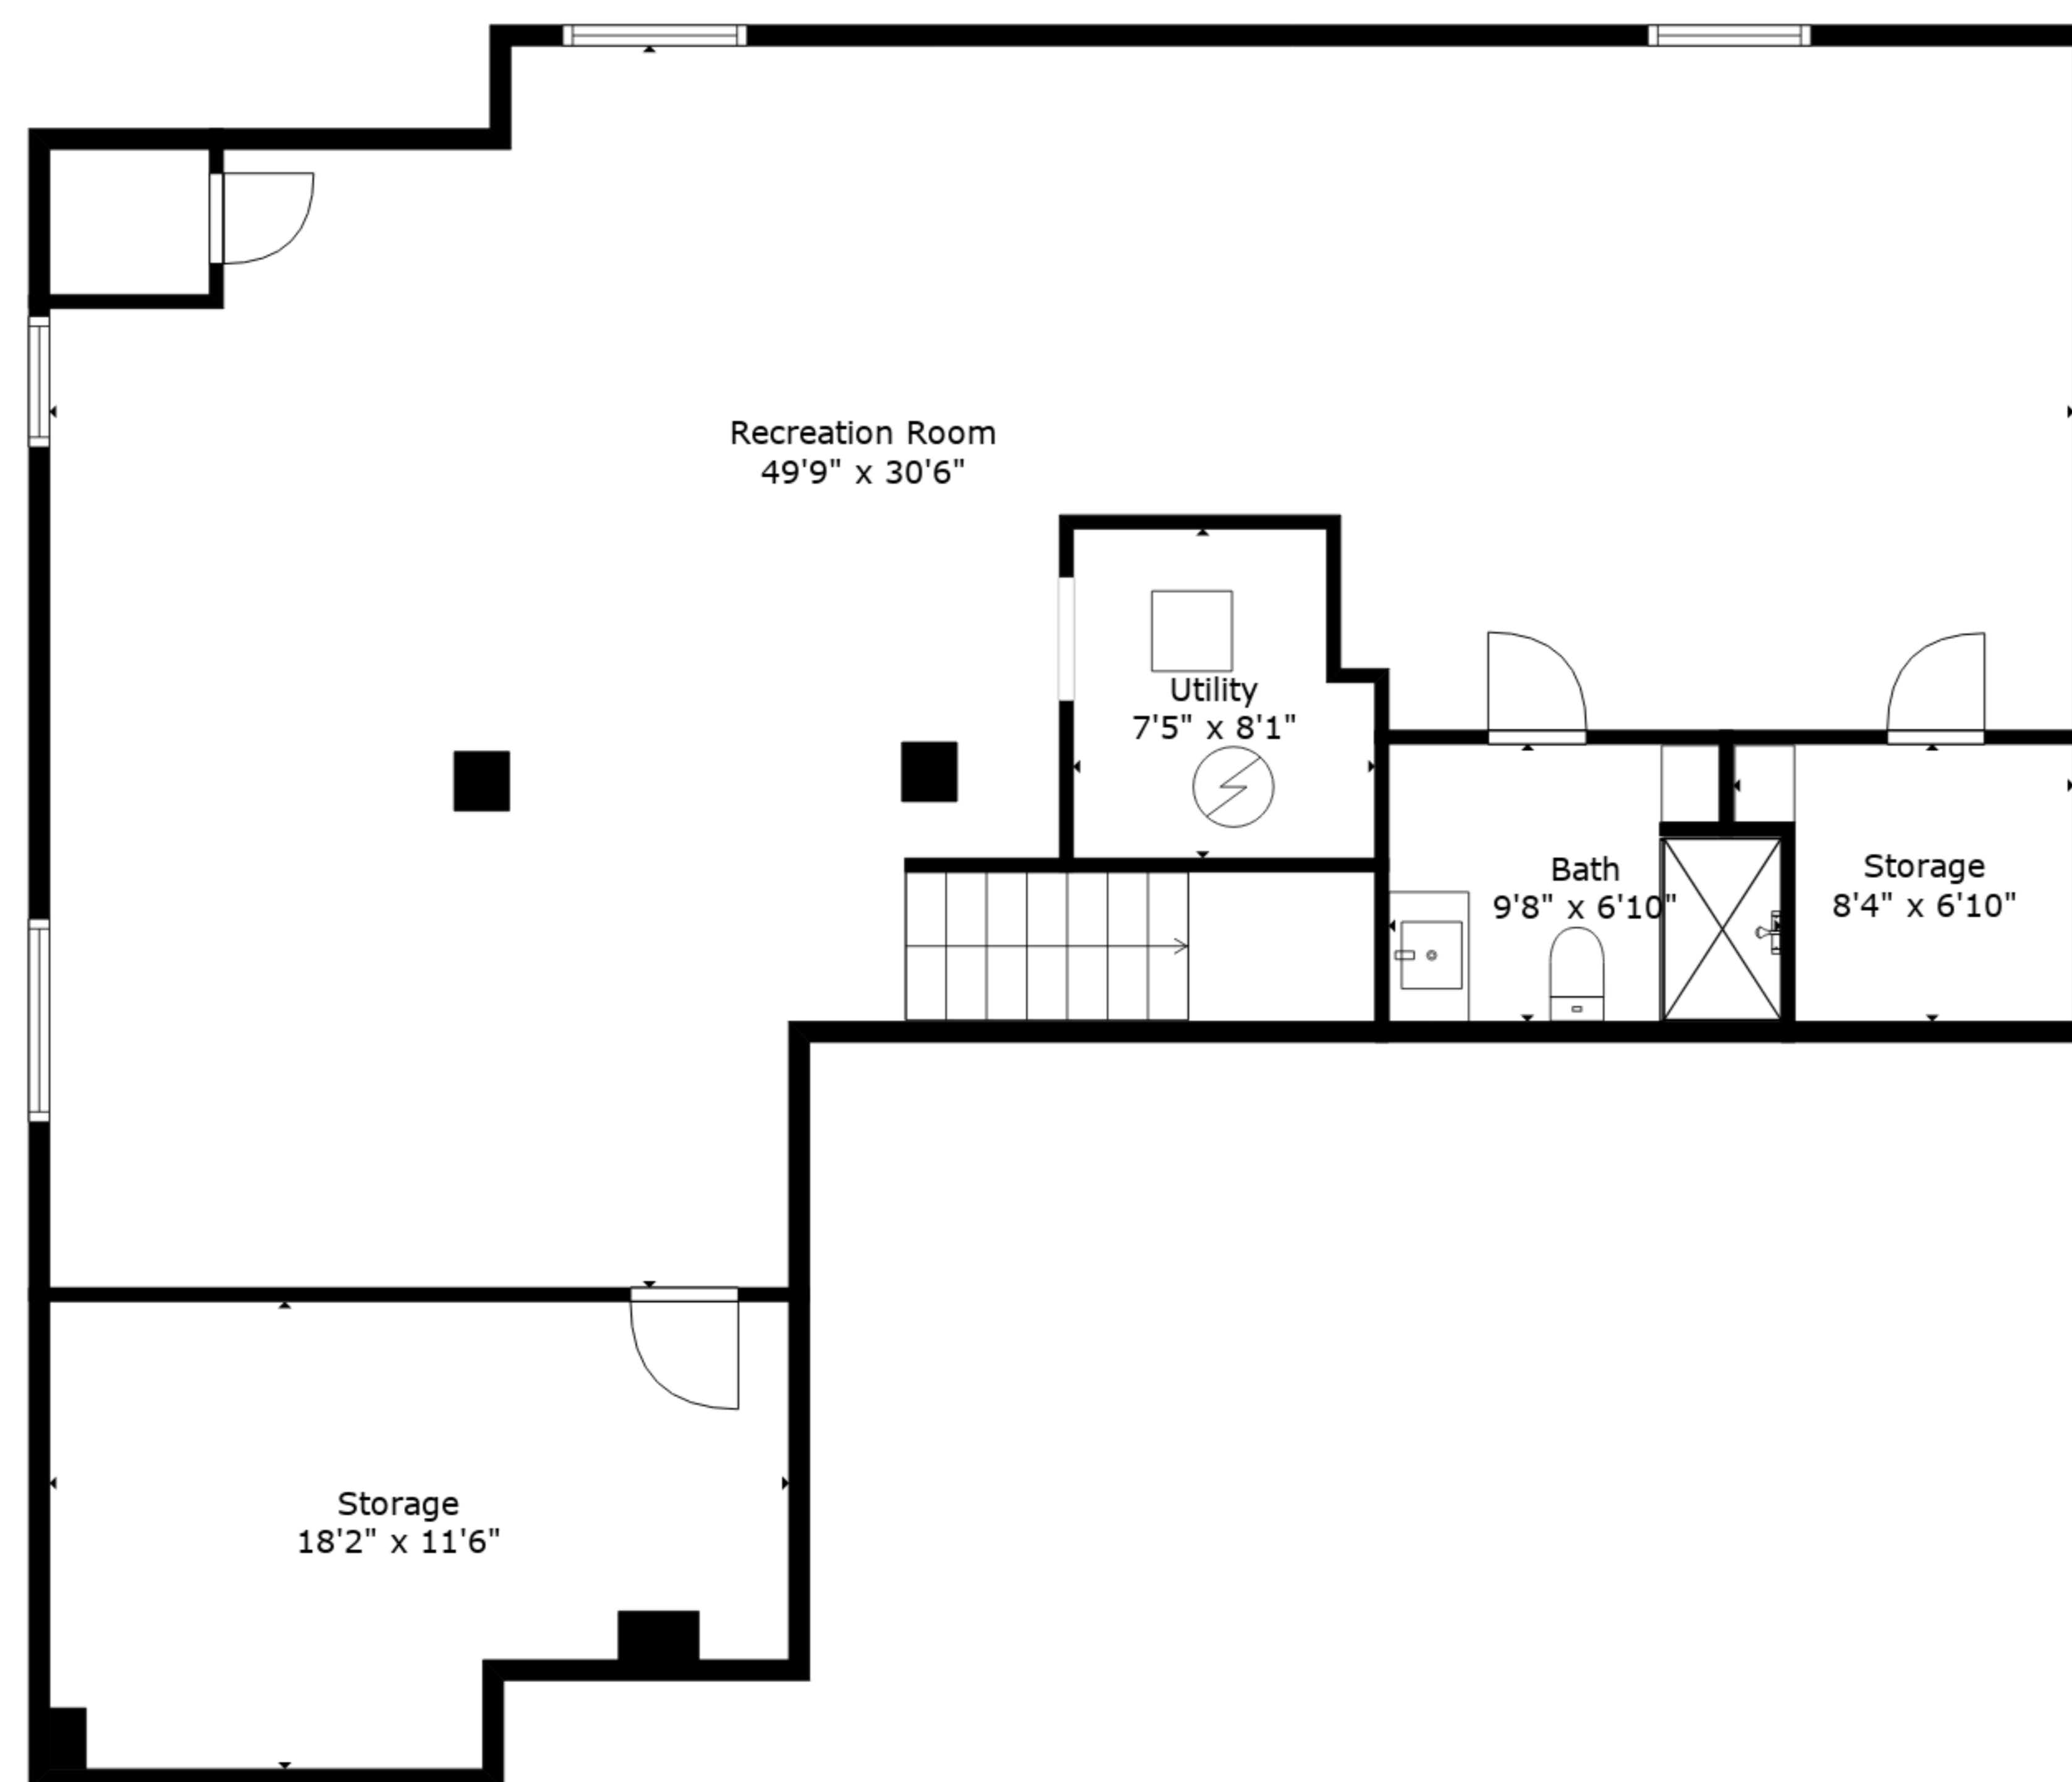 Recreation Room
49'9" x 30'6"
Utility
7'5" x 8'1"
Bath
9'8" x 6'10"
Storage
8'4" x 6'10"
Storage
18'2" x 11'6"